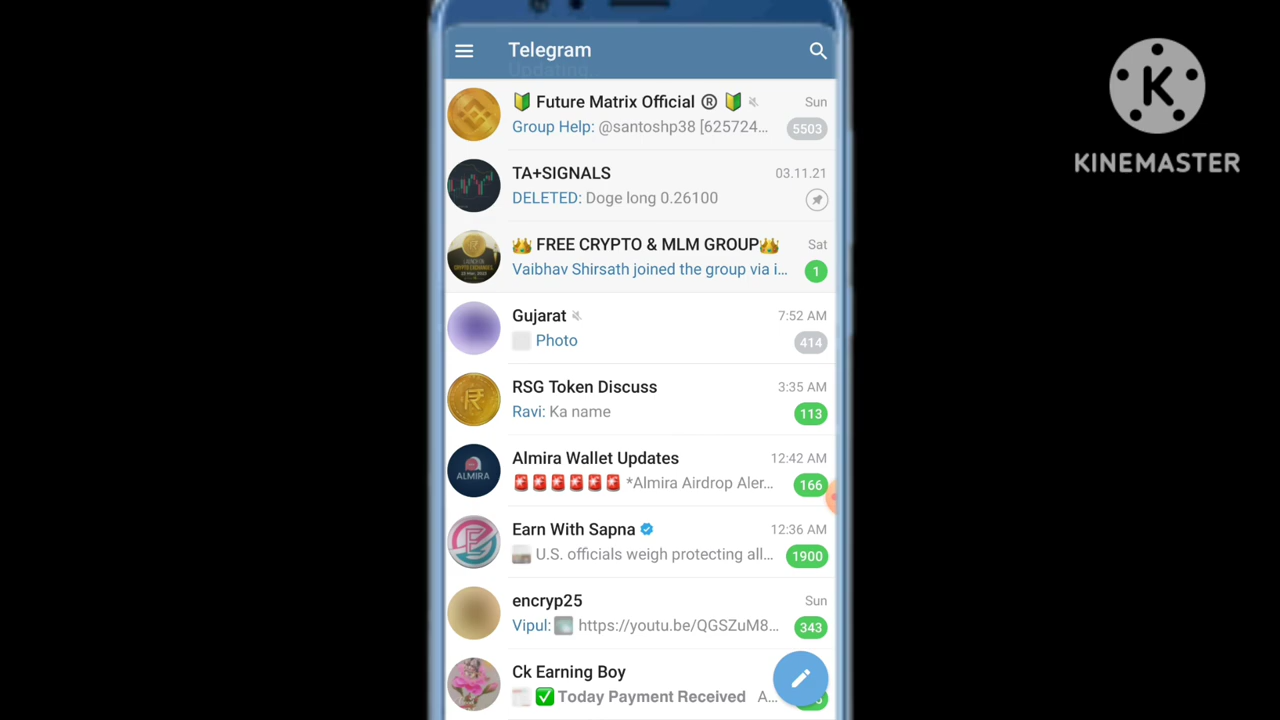 Telegram
Updating
🔰 Future Matrix Official ® 🔰
Sun
Group Help: @santoshp38 [625724...
5503
TA+SIGNALS
03.11.21
DELETED: Doge long 0.26100
👑 FREE CRYPTO & MLM GROUP👑
Sat
Vaibhav Shirsath joined the group via i...
1
Gujarat
7:52 AM
Photo
414
RSG Token Discuss
3:35 AM
Ravi: Ka name
113
ALMIRA
Almira Wallet Updates
12:42 AM
🚨🚨🚨🚨🚨🚨 *Almira Airdrop Aler...
166
Earn With Sapna
12:36 AM
U.S. officials weigh protecting all...
1900
encryp25
Sun
Vipul: https://youtu.be/QGSZuM8...
343
Ck Earning Boy
✅ Today Payment Received A...
K
KINEMASTER